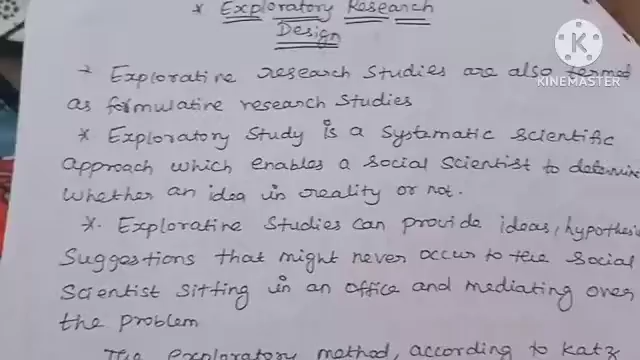 * Exploratory Research
Design
* Explorative research studies are also termed
as formulative research studies
* Exploratory study is a systematic scientific
approach which enables a social scientist to
whether an idea in reality or not.
*. Explorative studies can provide ideas,
suggestions that might never occur to the social
scientist sitting in an office and mediating over
the problem
The exploratory method, according to Katz
K
KINEMASTER